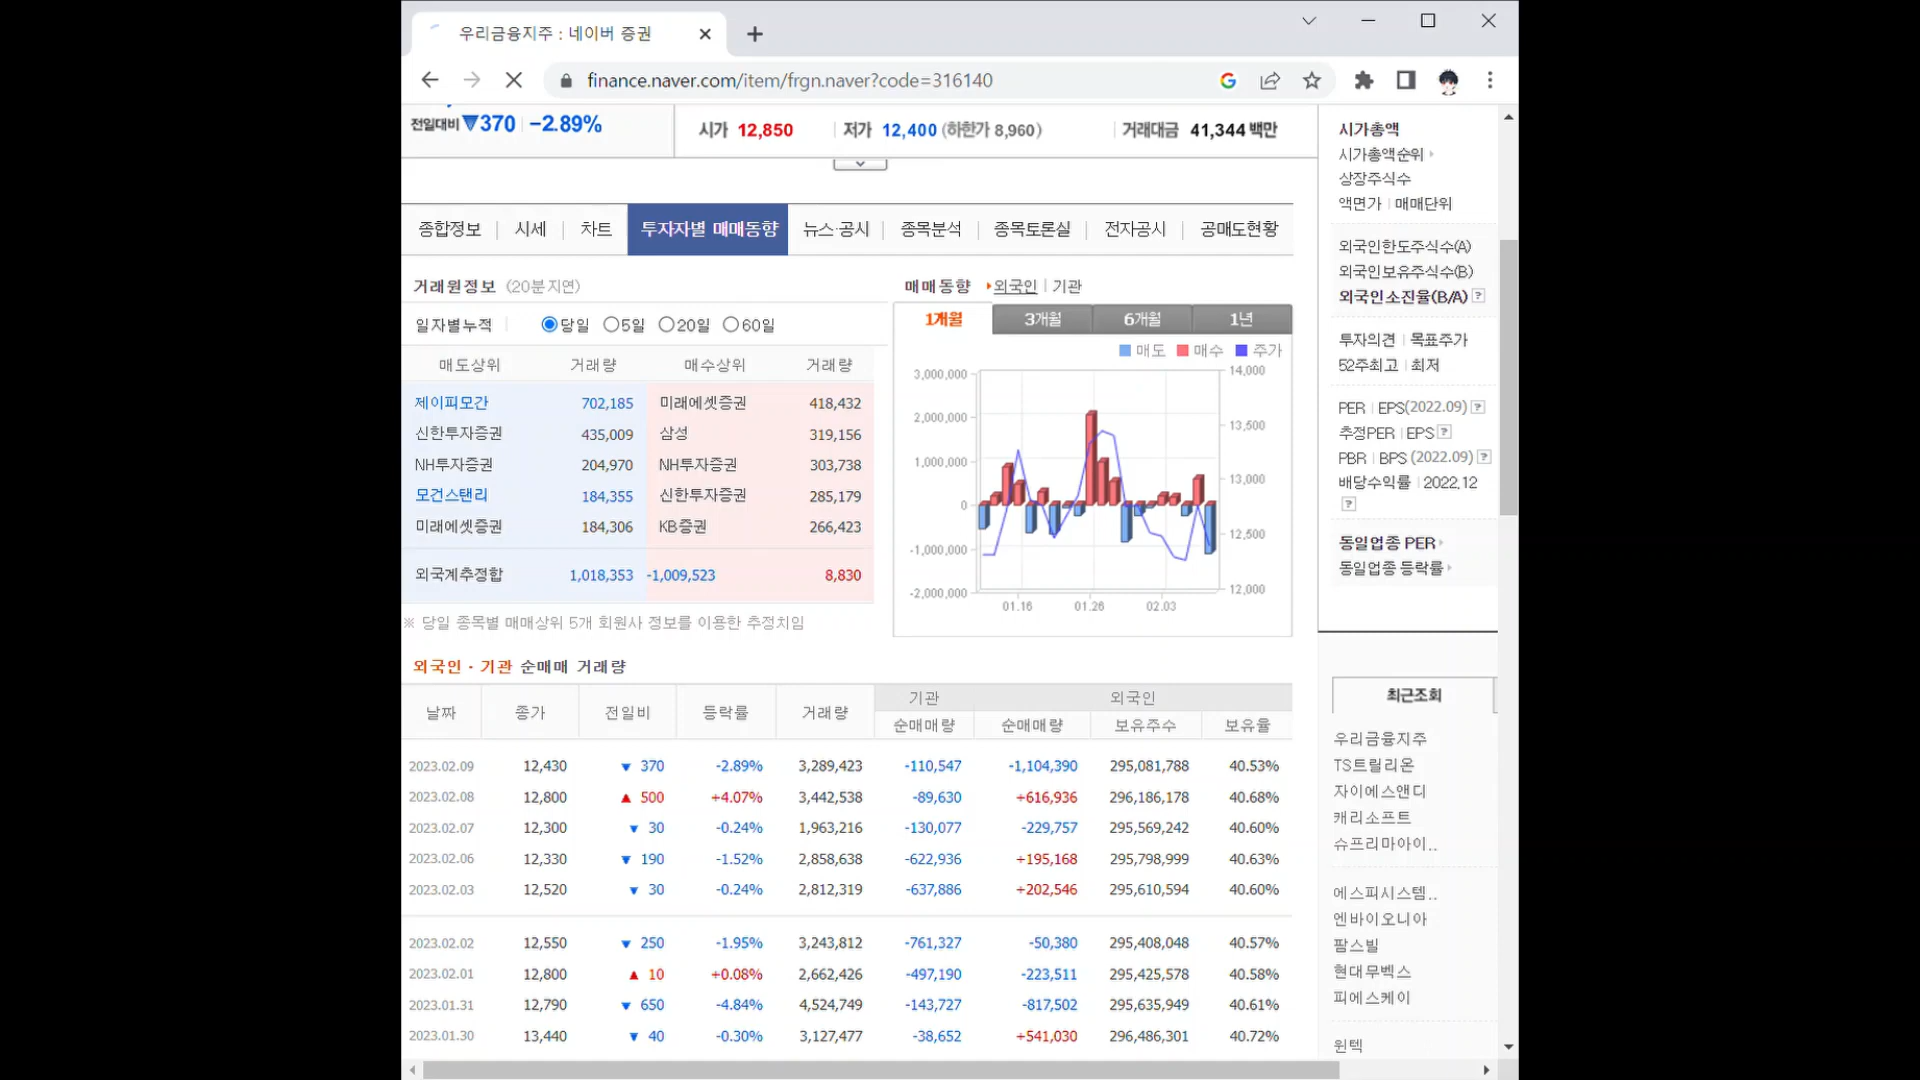 우리금융지주 : 네이버 증권
finance.naver.com/item/frgn.naver?code=316140
전일대비 ▼370 | -2.89%
시가 12,850 저가 12,400 (하한가 8,960) 거래대금 41,344 백만
종합정보 시세 차트 투자자별 매매동향 뉴스·공시 종목분석 종목토론실 전자공시 공매도현황
거래원정보 (20분지연)
일자별누적 당일 5일 20일 60일
매도상위 거래량 매수상위 거래량
제이피모간 702,185 미래에셋증권 418,432
신한투자증권 435,009 삼성 319,156
NH투자증권 204,970 NH투자증권 303,738
모건스탠리 184,355 신한투자증권 285,179
미래에셋증권 184,306 KB증권 266,423
외국계추정합 1,018,353 -1,009,523 8,830
※ 당일 종목별 매매상위 5개 회원사 정보를 이용한 추정치임
매매동향 외국인 | 기관
1개월 3개월 6개월 1년
매도 매수 주가
3,000,000 14,000
2,000,000 13,500
1,000,000 13,000
0 12,500
-1,000,000
-2,000,000 12,000
01.16 01.26 02.03
외국인 · 기관 순매매 거래량
날짜 종가 전일비 등락률 거래량 기관 외국인
순매매량 순매매량 보유주수 보유율
2023.02.09 12,430 ▼ 370 -2.89% 3,289,423 -110,547 -1,104,390 295,081,788 40.53%
2023.02.08 12,800 ▲ 500 +4.07% 3,442,538 -89,630 +616,936 296,186,178 40.68%
2023.02.07 12,300 ▼ 30 -0.24% 1,963,216 -130,077 -229,757 295,569,242 40.60%
2023.02.06 12,330 ▼ 190 -1.52% 2,858,638 -622,936 +195,168 295,798,999 40.63%
2023.02.03 12,520 ▼ 30 -0.24% 2,812,319 -637,886 +202,546 295,610,594 40.60%
2023.02.02 12,550 ▼ 250 -1.95% 3,243,812 -761,327 -50,380 295,408,048 40.57%
2023.02.01 12,800 ▲ 10 +0.08% 2,662,426 -497,190 -223,511 295,425,578 40.58%
2023.01.31 12,790 ▼ 650 -4.84% 4,524,749 -143,727 -817,502 295,635,949 40.61%
2023.01.30 13,440 ▼ 40 -0.30% 3,127,477 -38,652 +541,030 296,486,301 40.72%
시가총액
시가총액순위
상장주식수
액면가 | 매매단위
외국인한도주식수(A)
외국인보유주식수(B)
외국인소진율(B/A) ?
투자의견 | 목표주가
52주최고 | 최저
PER | EPS(2022.09) ?
추정PER | EPS ?
PBR | BPS (2022.09) ?
배당수익률 | 2022.12
?
동일업종 PER
동일업종 등락률
최근조회
우리금융지주
TS트릴리온
자이에스앤디
캐리소프트
슈프리마아이..
에스피시스템..
엔바이오니아
팜스빌
현대무벡스
피에스케이
윈텍